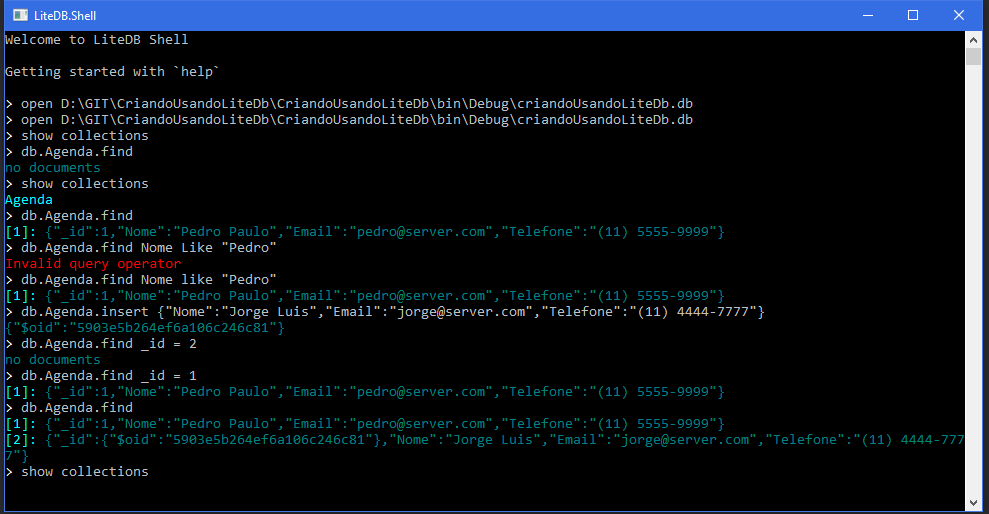 LiteDB.Shell
Welcome to LiteDB Shell
Getting started with `help`
> open D:\GIT\CriandoUsandoLiteDb\CriandoUsandoLiteDb\bin\Debug\criandoUsandoLiteDb.db
> open D:\GIT\CriandoUsandoLiteDb\CriandoUsandoLiteDb\bin\Debug\criandoUsandoLiteDb.db
> show collections
> db.Agenda.find
no documents
> show collections
Agenda
> db.Agenda.find
[1]: {"_id":1,"Nome":"Pedro Paulo","Email":"pedro@server.com","Telefone":"(11) 5555-9999"}
> db.Agenda.find Nome Like "Pedro"
Invalid query operator
> db.Agenda.find Nome like "Pedro"
[1]: {"_id":1,"Nome":"Pedro Paulo","Email":"pedro@server.com","Telefone":"(11) 5555-9999"}
> db.Agenda.insert {"Nome":"Jorge Luis","Email":"jorge@server.com","Telefone":"(11) 4444-7777"}
{"$oid":"5903e5b264ef6a106c246c81"}
> db.Agenda.find _id = 2
no documents
> db.Agenda.find _id = 1
[1]: {"_id":1,"Nome":"Pedro Paulo","Email":"pedro@server.com","Telefone":"(11) 5555-9999"}
> db.Agenda.find
[1]: {"_id":1,"Nome":"Pedro Paulo","Email":"pedro@server.com","Telefone":"(11) 5555-9999"}
[2]: {"_id":{"$oid":"5903e5b264ef6a106c246c81"},"Nome":"Jorge Luis","Email":"jorge@server.com","Telefone":"(11) 4444-777
7"}
> show collections